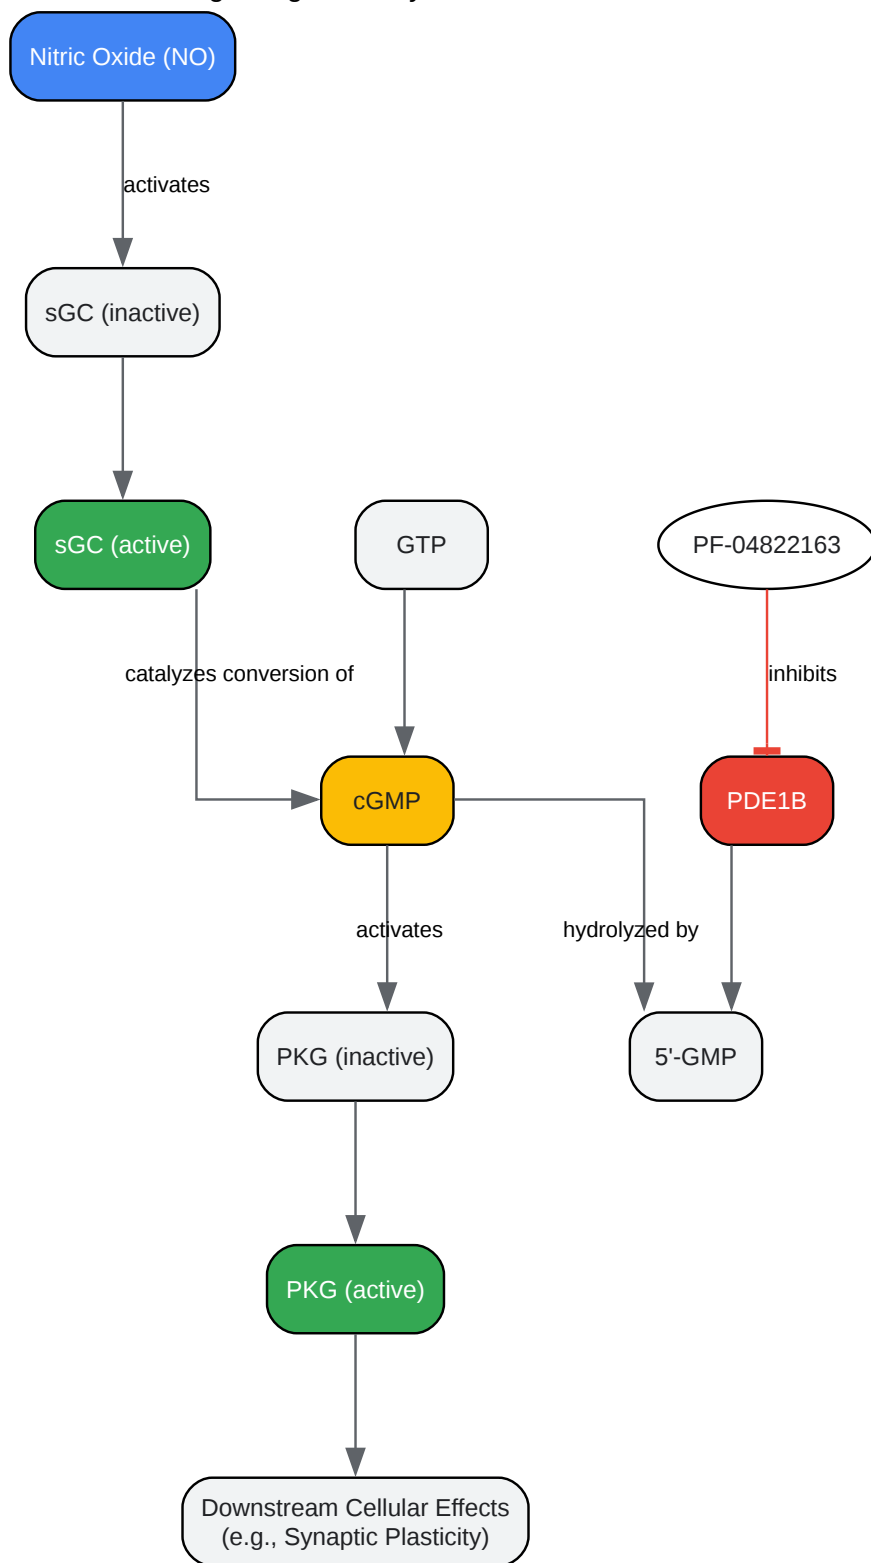 Nitric Oxide (NO)
activates
sGC (inactive)
sGC (active)
GTP
PF-04822163
catalyzes conversion of
inhibits
cGMP
PDE1B
activates
hydrolyzed by
PKG (inactive)
5'-GMP
PKG (active)
Downstream Cellular Effects
(e.g., Synaptic Plasticity)